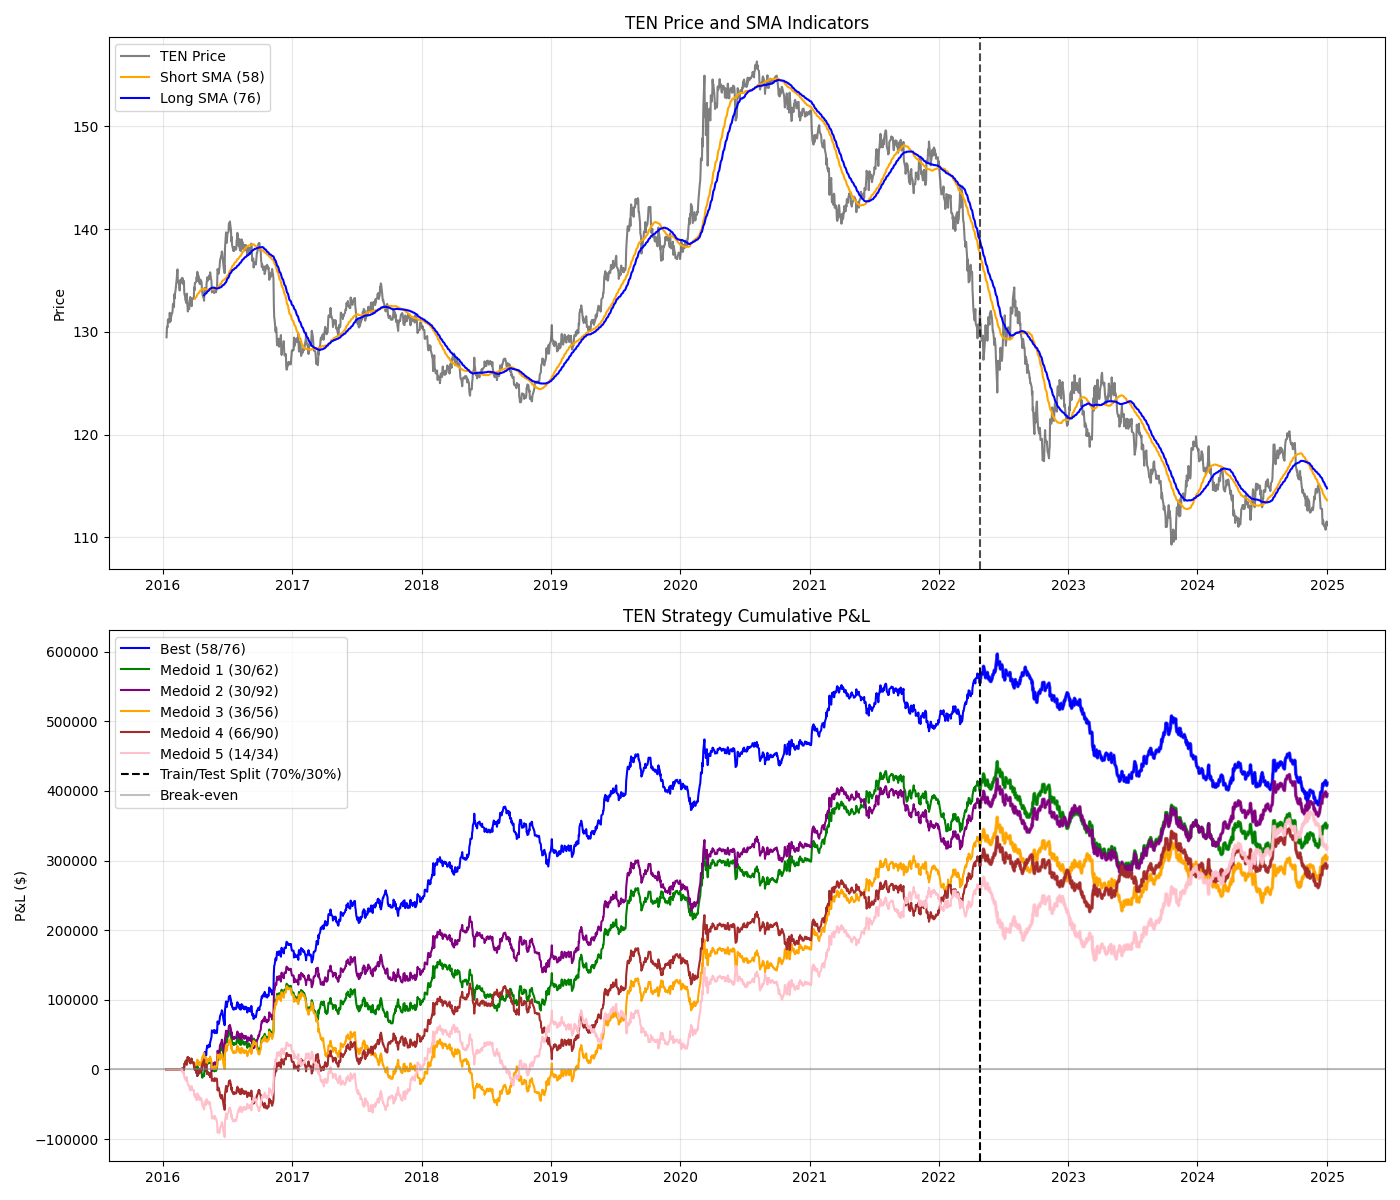 TEN Price and SMA Indicators
TEN Price
Short SMA (58)
Long SMA (76)
Price
150
140
130
120
110
2016 2017 2018 2019 2020 2021 2022 2023 2024 2025
TEN Strategy Cumulative P&L
Best (58/76)
Medoid 1 (30/62)
Medoid 2 (30/92)
Medoid 3 (36/56)
Medoid 4 (66/90)
Medoid 5 (14/34)
Train/Test Split (70%/30%)
Break-even
P&L ($)
600000
500000
400000
300000
200000
100000
0
−100000
2016 2017 2018 2019 2020 2021 2022 2023 2024 2025